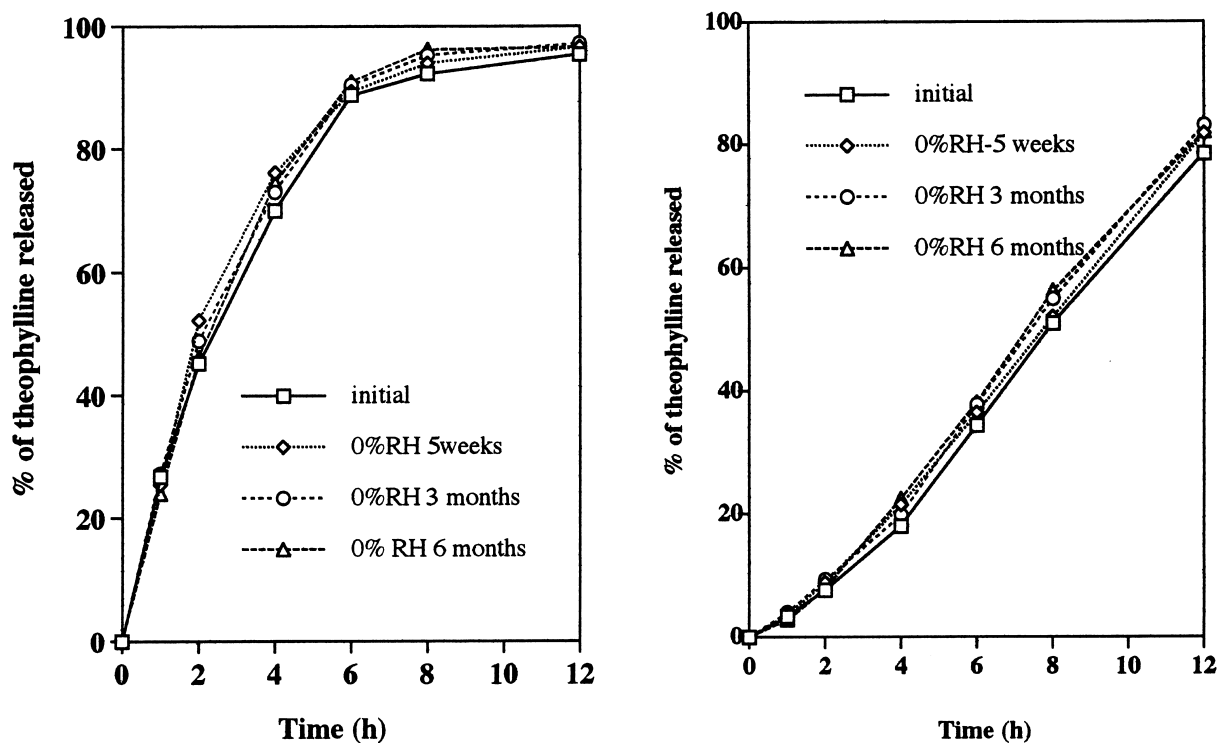 % of theophylline released
100
80
60
40
20
0
initial
0%RH 5weeks
0%RH 3 months
0% RH 6 months
0 2 4 6 8 10 12
Time (h)
% of theophylline released
100
80
60
40
20
0
initial
0%RH-5 weeks
0%RH 3 months
0%RH 6 months
0 2 4 6 8 10 12
Time (h)